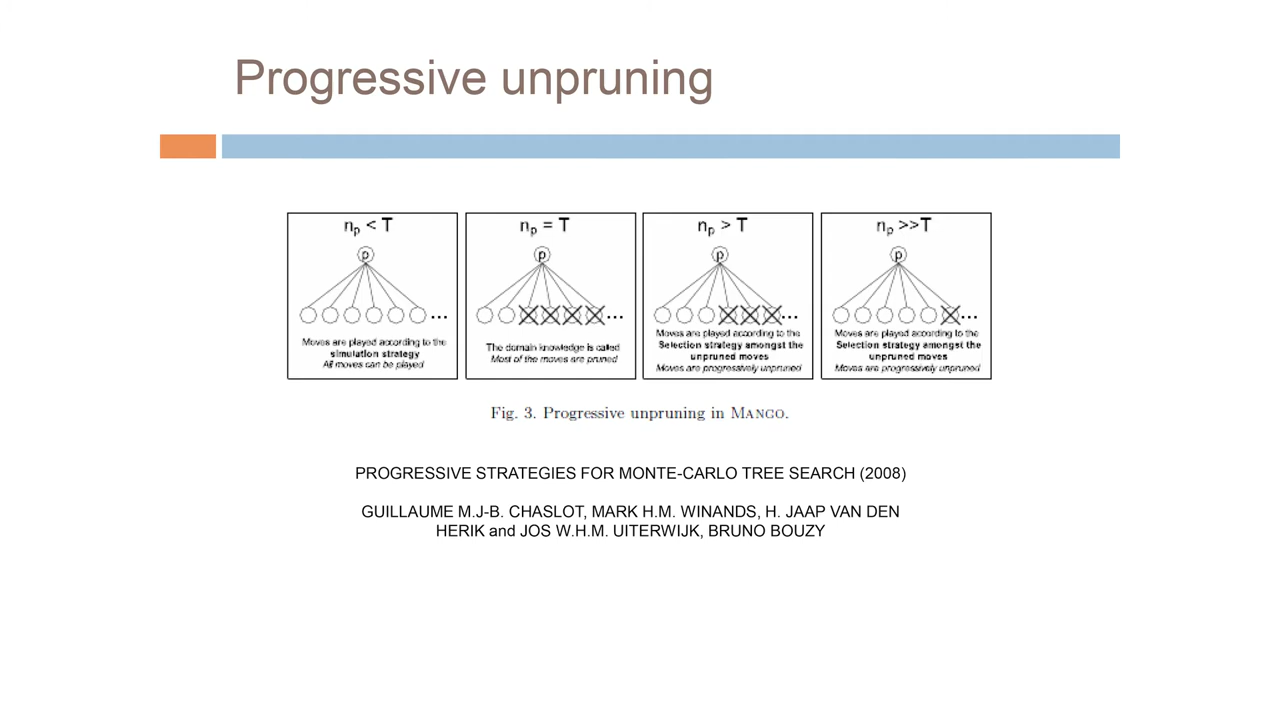 Progressive unpruning
np < T
p
...
Moves are played according to the
simulation strategy
All moves can be played
np = T
p
...
The domain knowledge is called
Most of the moves are pruned
np > T
p
...
Moves are played according to the
Selection strategy amongst the
unpruned moves
Moves are progressively unpruned
np >>T
p
...
Moves are played according to the
Selection strategy amongst the
unpruned moves
Moves are progressively unpruned
Fig. 3. Progressive unpruning in MANGO.
PROGRESSIVE STRATEGIES FOR MONTE-CARLO TREE SEARCH (2008)
GUILLAUME M.J-B. CHASLOT, MARK H.M. WINANDS, H. JAAP VAN DEN
HERIK and JOS W.H.M. UITERWIJK, BRUNO BOUZY